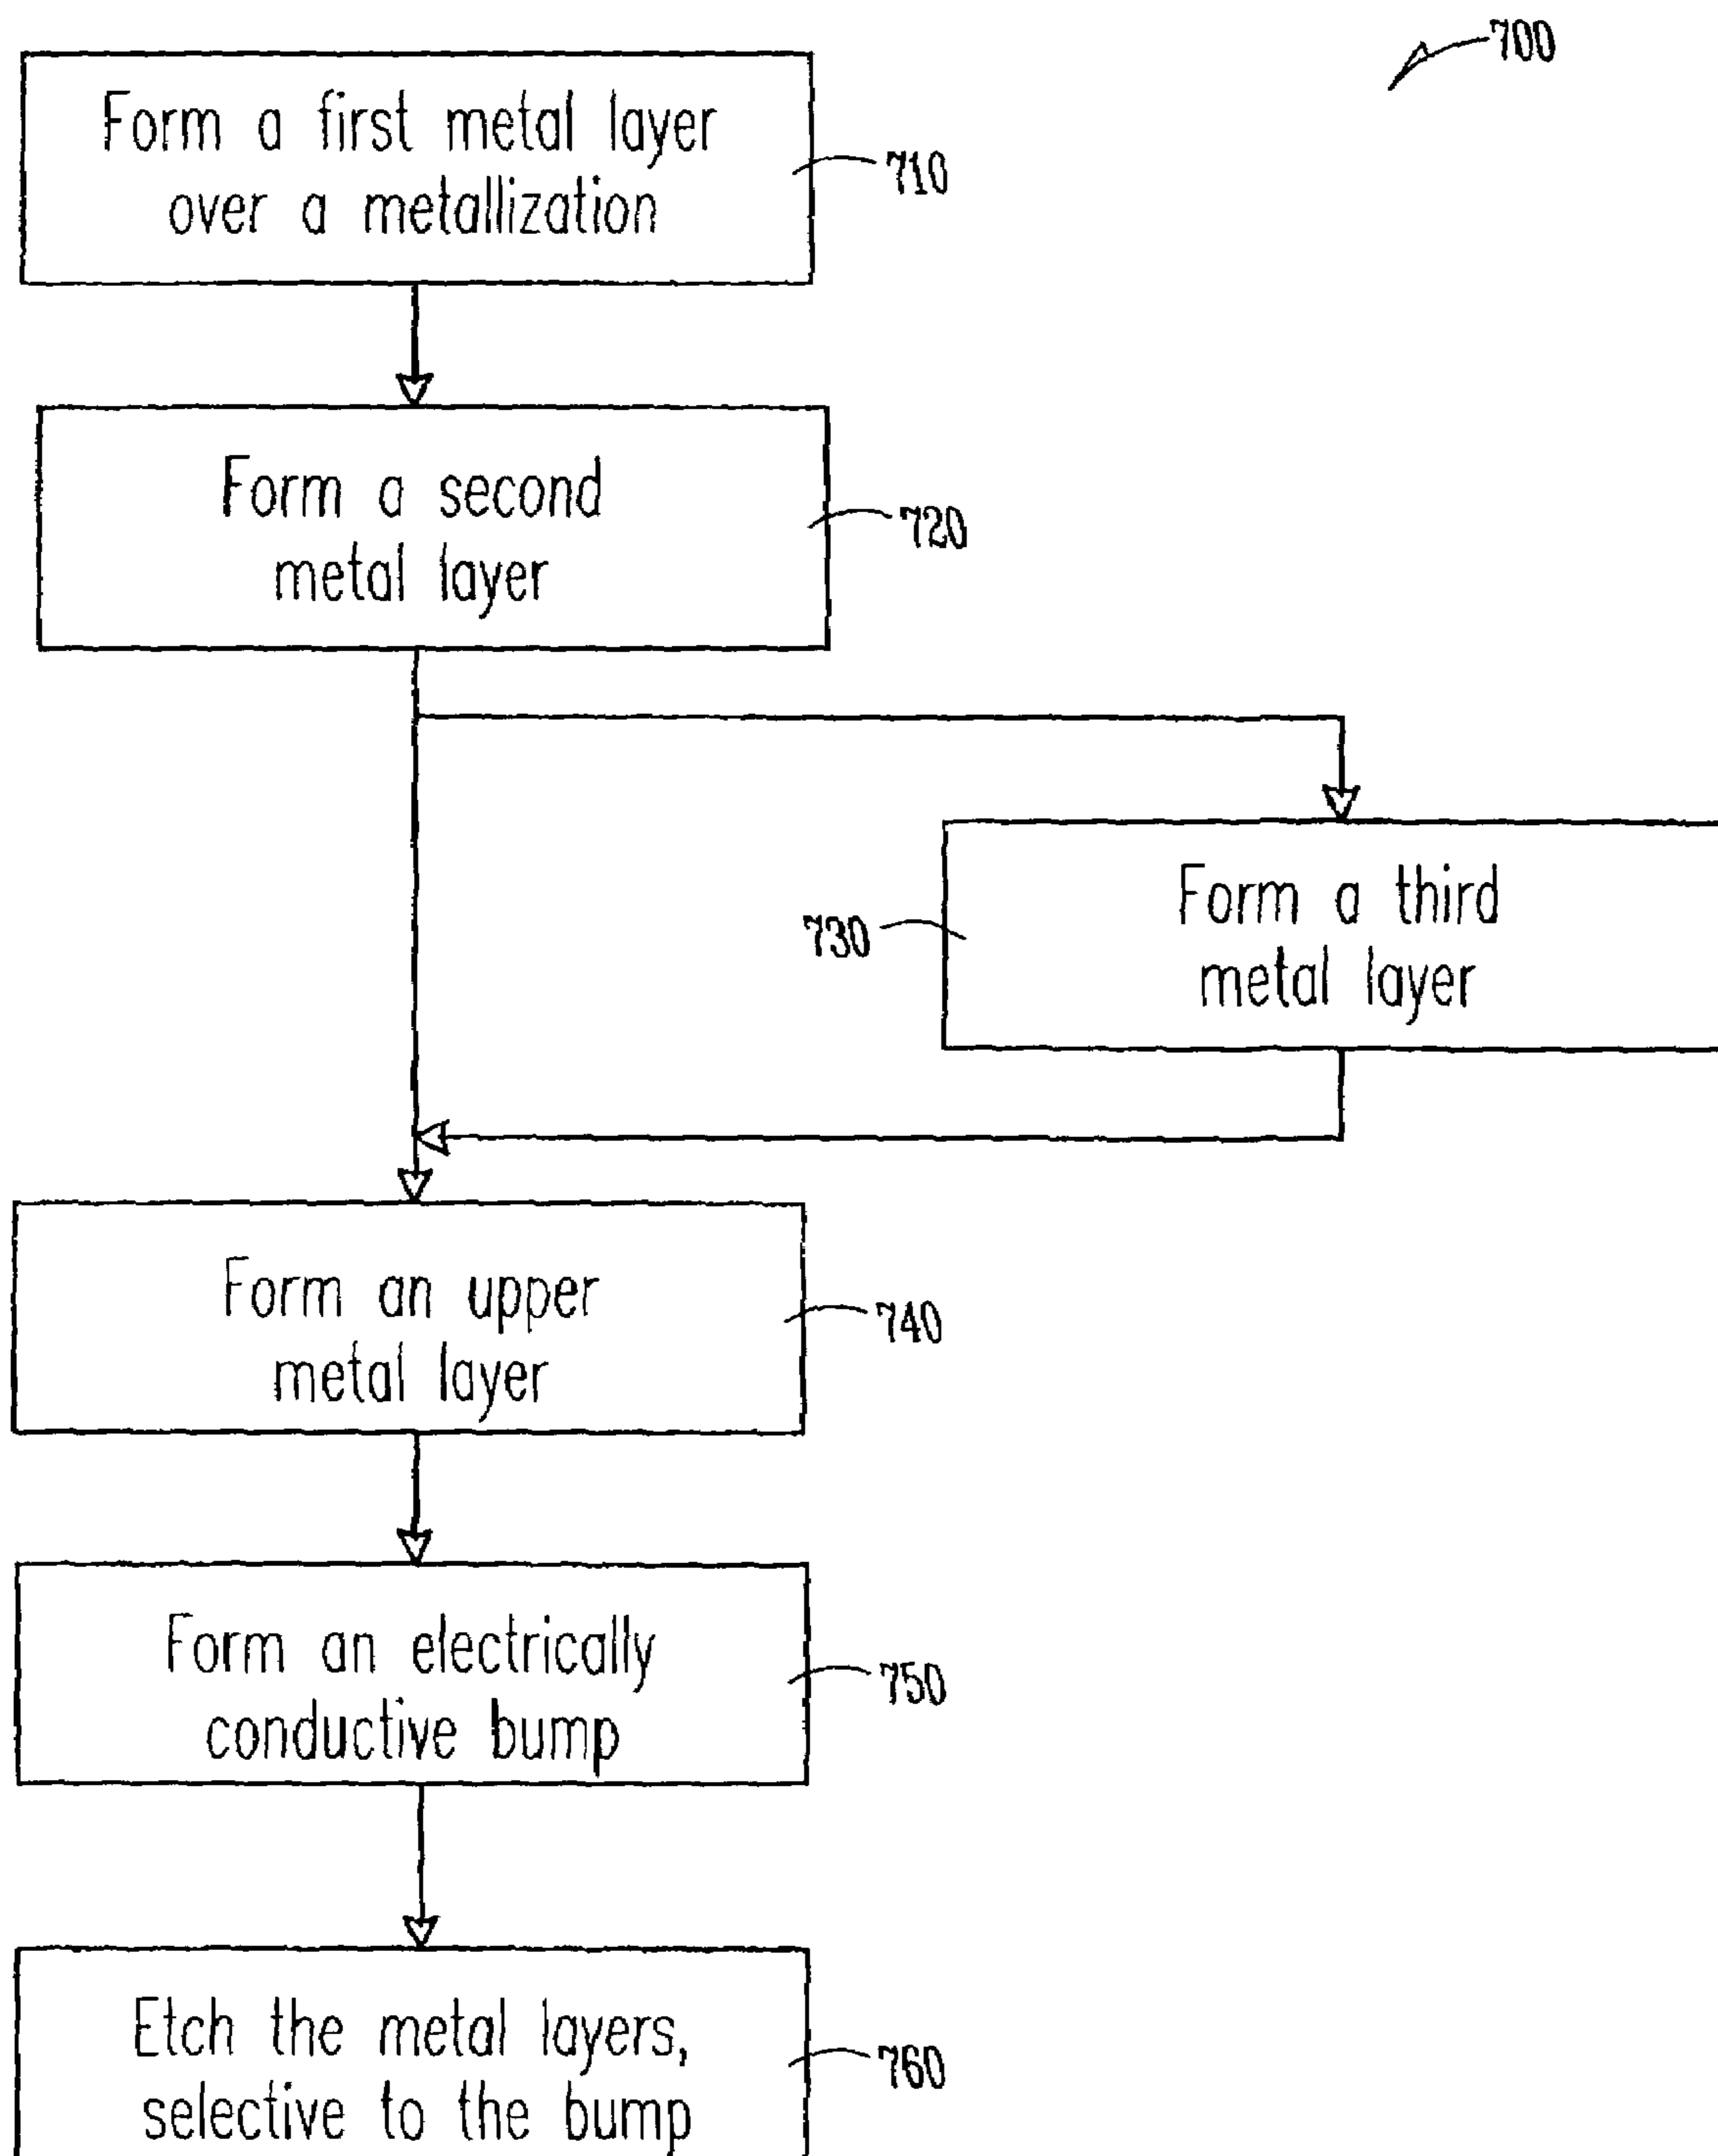 700
Form a first metal layer
over a metallization
710
Form a second
metal layer
720
Form a third
metal layer
730
Form an upper
metal layer
740
Form an electrically
conductive bump
750
Etch the metal layers,
selective to the bump
760